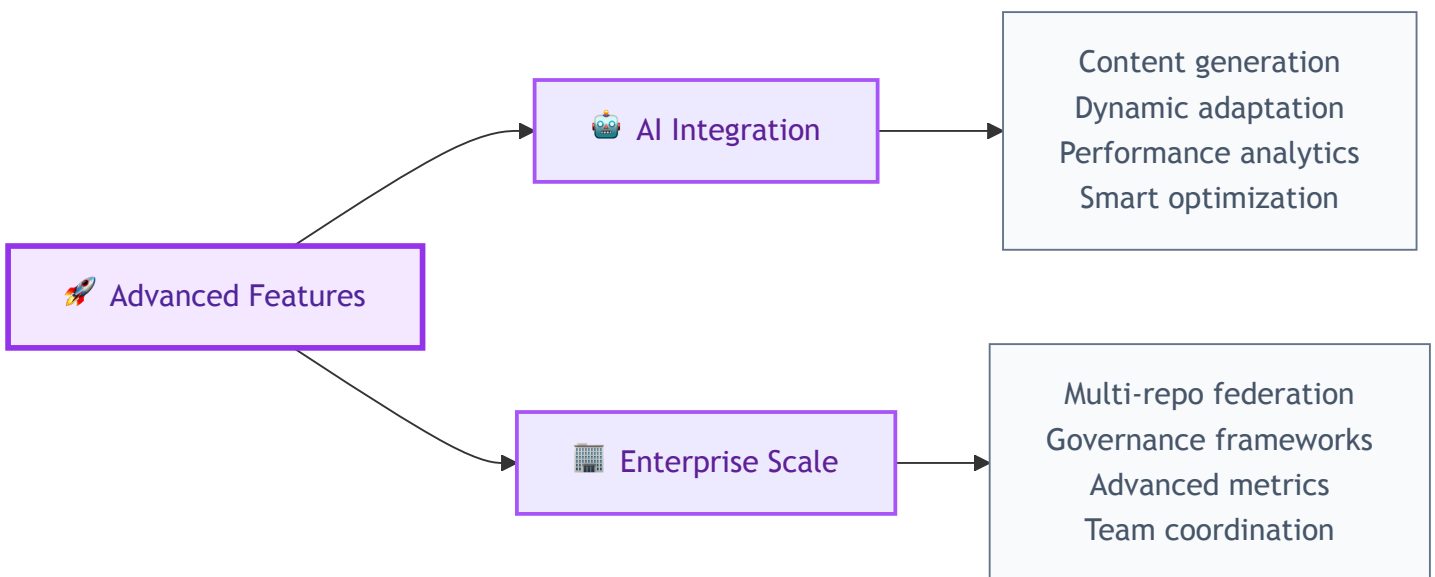 🚀 Advanced Features
🤖 AI Integration
Content generation
Dynamic adaptation
Performance analytics
Smart optimization
🏢 Enterprise Scale
Multi-repo federation
Governance frameworks
Advanced metrics
Team coordination